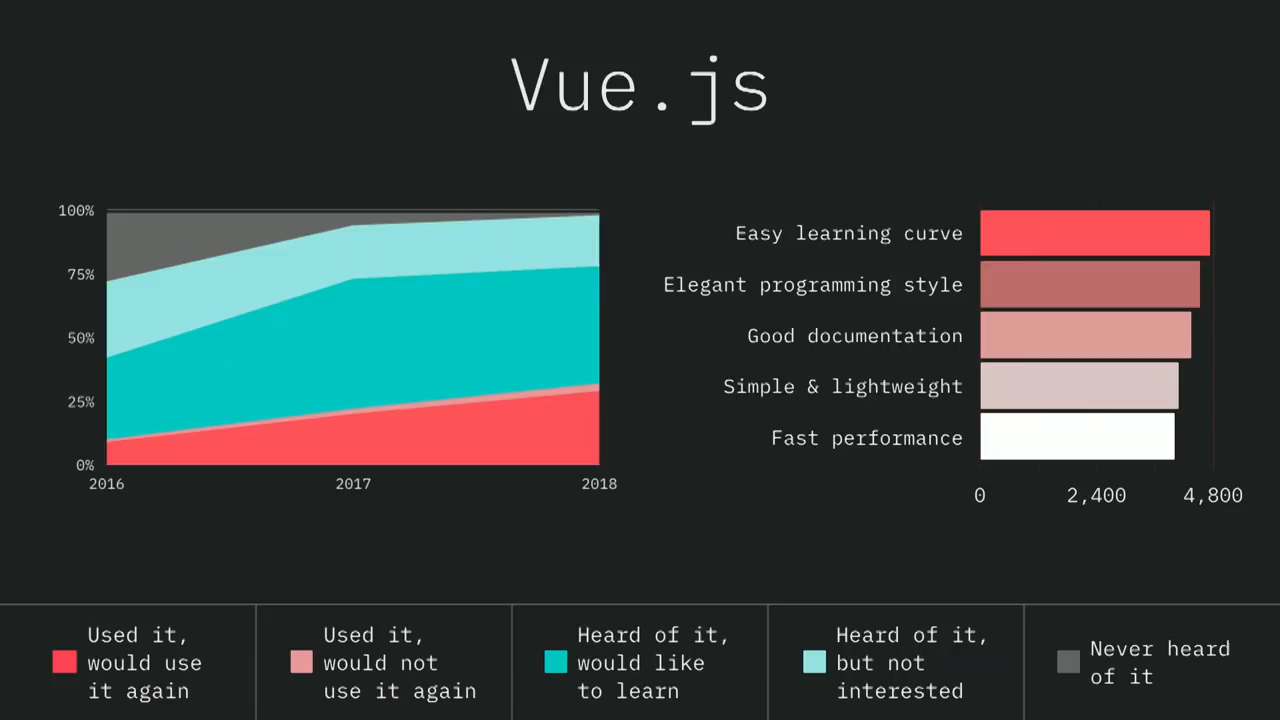 Vue.js
100%
75%
50%
25%
0%
2016
2017
2018
Easy learning curve
Elegant programming style
Good documentation
Simple & lightweight
Fast performance
0
2,400
4,800
Used it,
would use
it again
Used it,
would not
use it again
Heard of it,
would like
to learn
Heard of it,
but not
interested
Never heard
of it